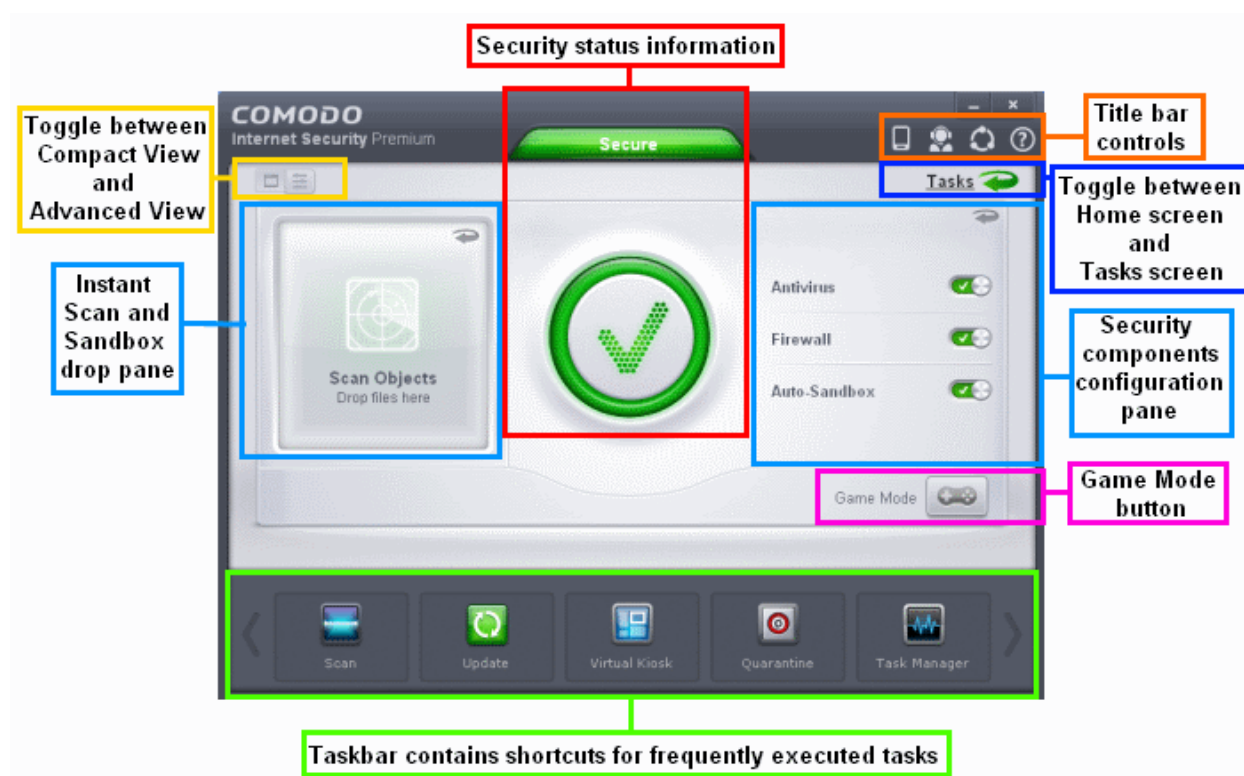 Security status information
Toggle between
Compact View
and
Advanced View
COMODO
Internet Security Premium
Secure
Title bar
controls
Tasks
Toggle between
Home screen
and
Tasks screen
Instant
Scan and
Sandbox
drop pane
Scan Objects
Drop files here
Antivirus
Firewall
Auto-Sandbox
Security
components
configuration
pane
Game Mode
Game Mode
button
Scan
Update
Virtual Kiosk
Quarantine
Task Manager
Taskbar contains shortcuts for frequently executed tasks